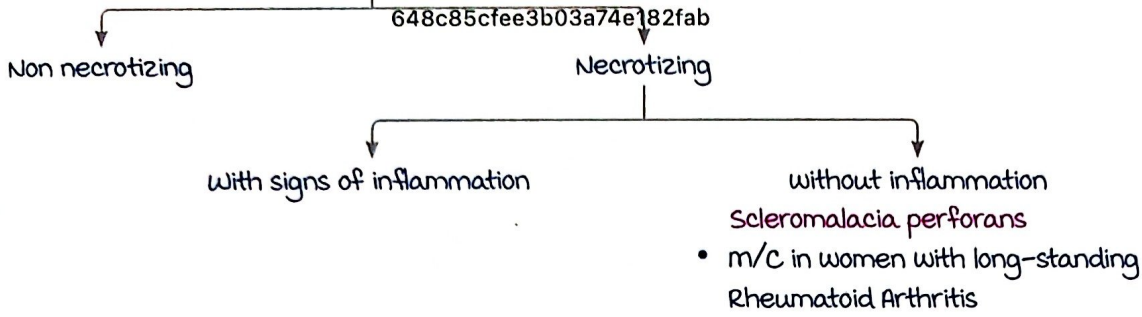 648c85cfee3b03a74e182fab
Non necrotizing
Necrotizing
With signs of inflammation
without inflammation
Scleromalacia perforans
• m/c in women with long-standing
Rheumatoid Arthritis